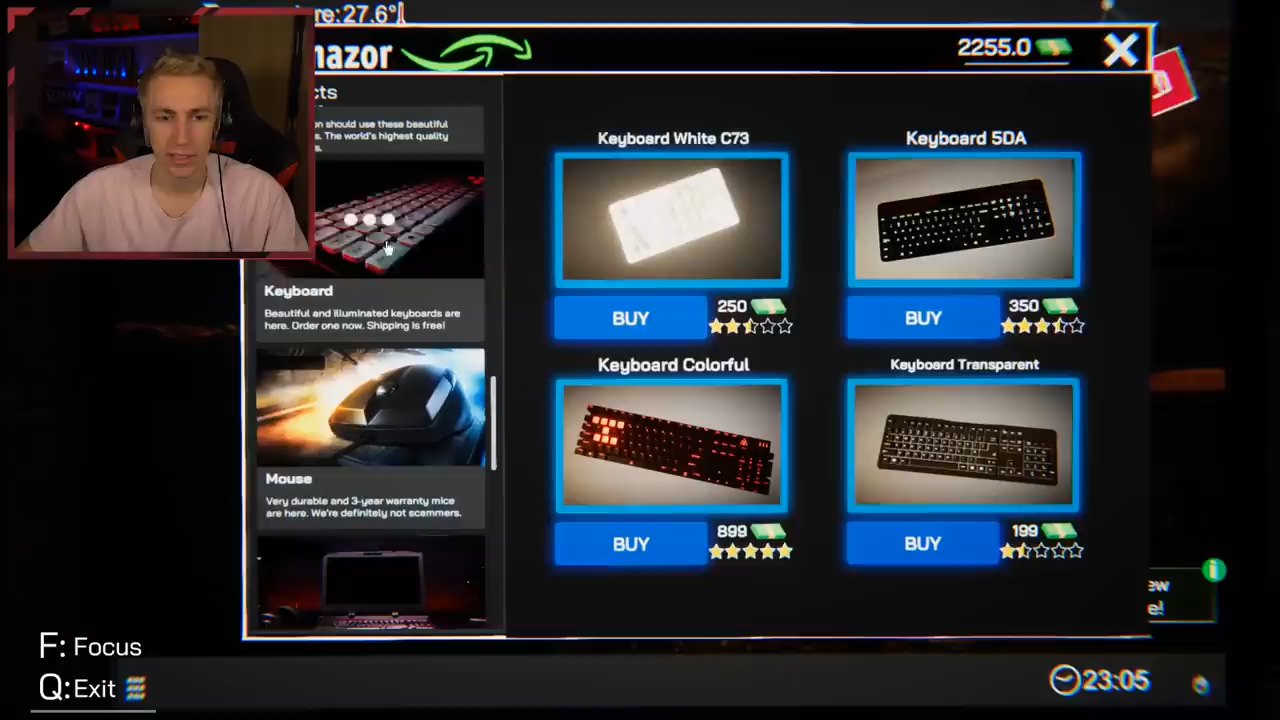 re:27.6°
mazor
2255.0
cts
n should use these beautiful
s. The world's highest quality
s.
Keyboard
Beautiful and illuminated keyboards are
here. Order one now. Shipping is free!
Mouse
Very durable and 3-year warranty mice
are here. We're definitely not scammers.
Keyboard White C73
BUY
250
Keyboard 5DA
BUY
350
Keyboard Colorful
BUY
899
Keyboard Transparent
BUY
199
ew
e!
F: Focus
Q: Exit
23:05